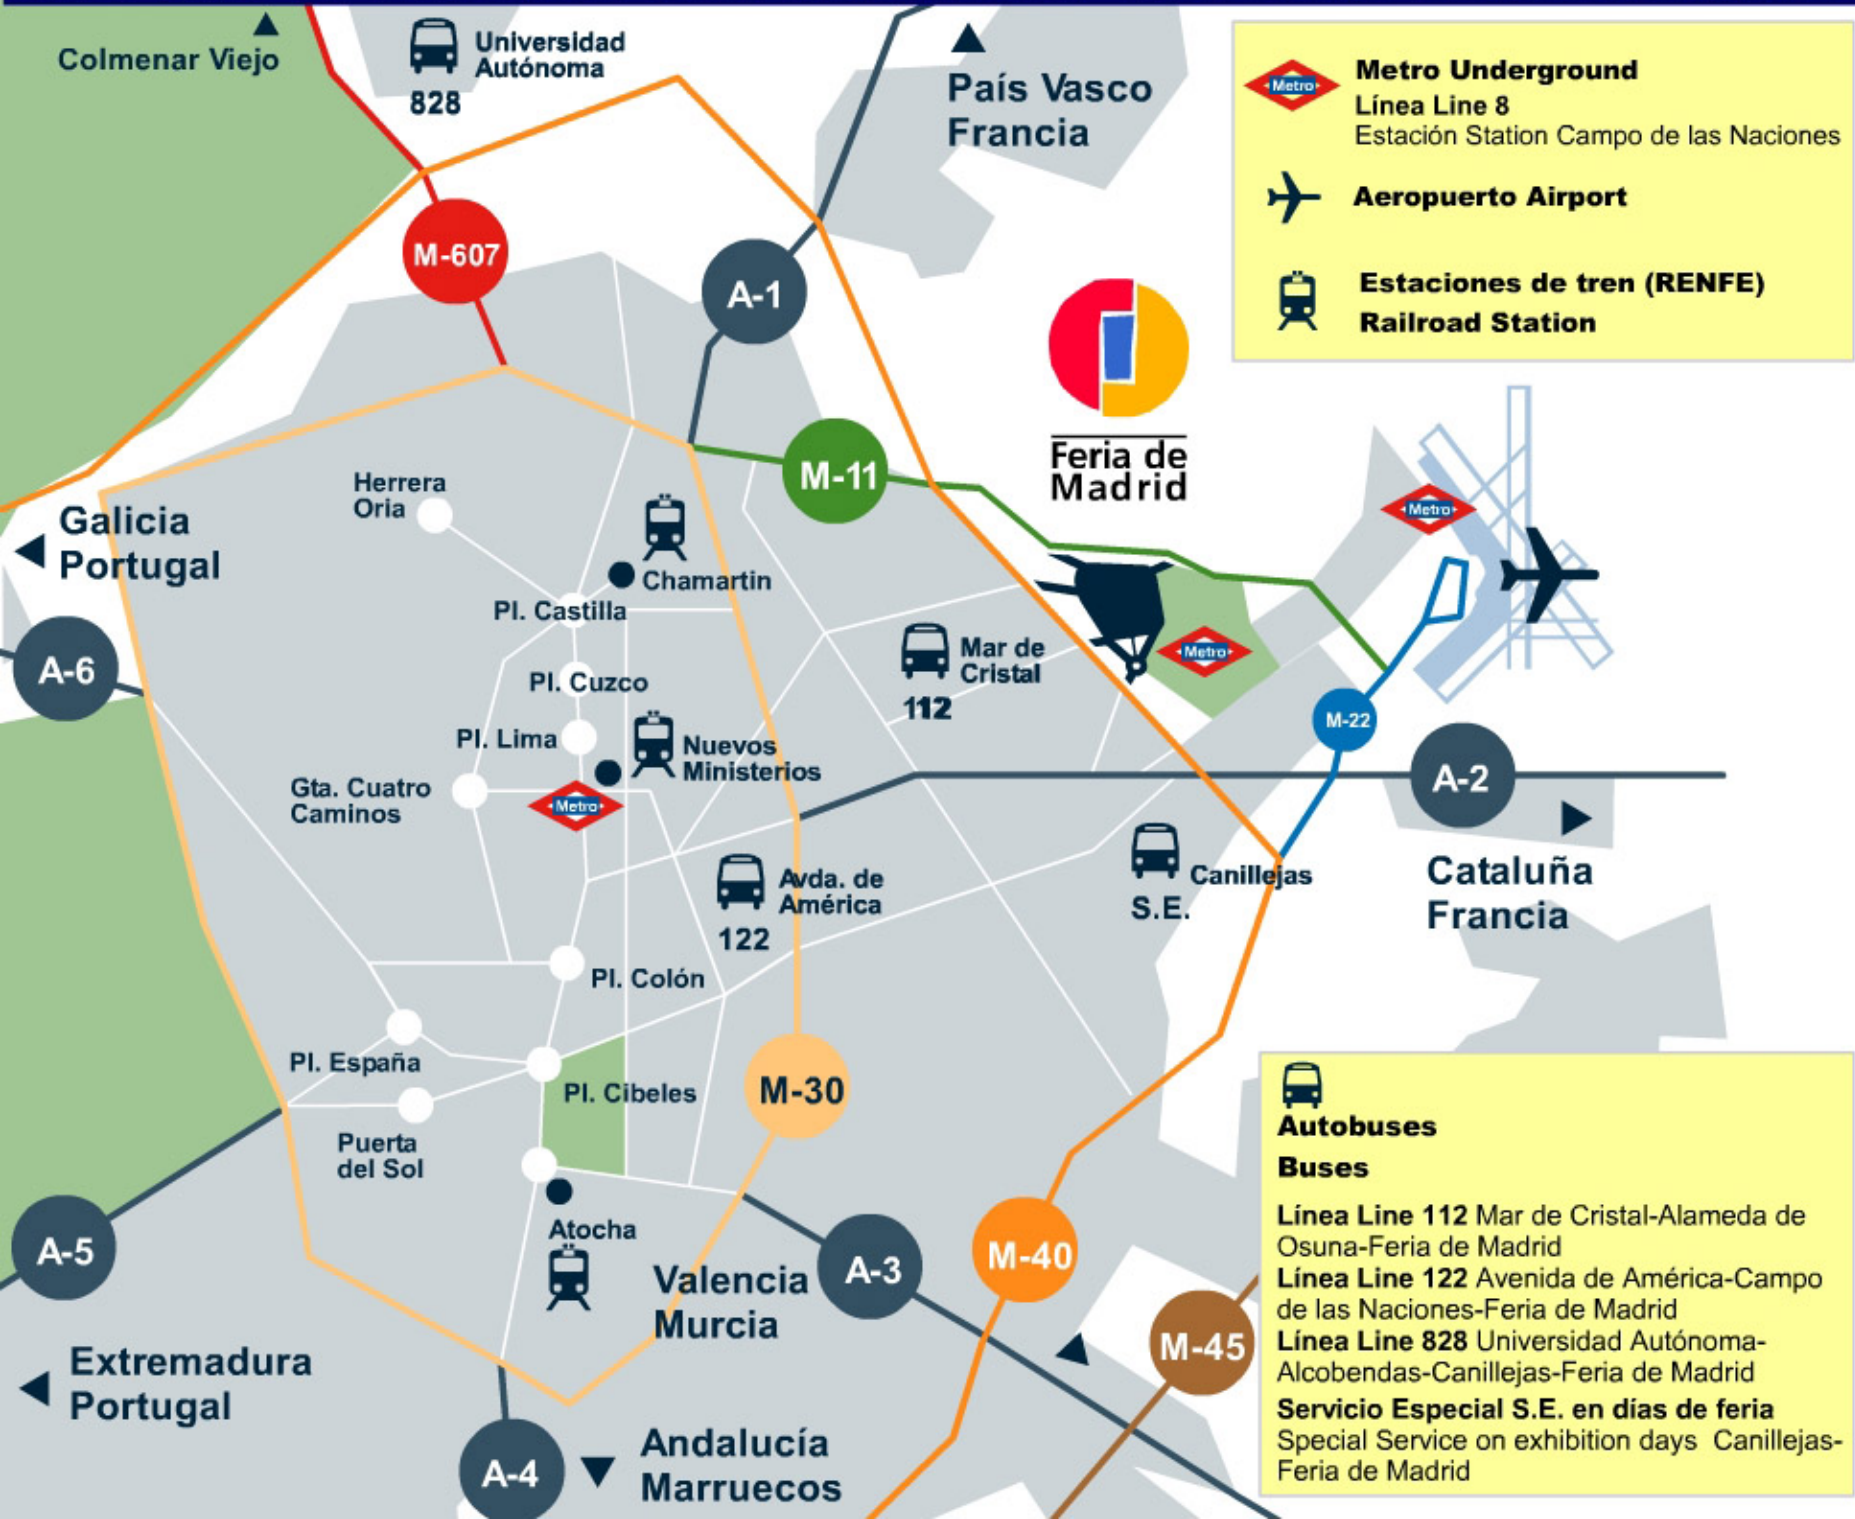 Colmenar Viejo
Universidad
Autónoma
828
País Vasco
Francia
Metro
Metro Underground
Línea Line 8
Estación Station Campo de las Naciones
Aeropuerto Airport
Estaciones de tren (RENFE)
Railroad Station
M-607
A-1
Feria de
Madrid
M-11
Herrera
Oria
Galicia
Portugal
Metro
Chamartin
Pl. Castilla
A-6
Mar de
Cristal
112
Metro
Pl. Cuzco
Pl. Lima
Nuevos
Ministerios
M-22
A-2
Gta. Cuatro
Caminos
Metro
Avda. de
América
122
Canillejas
S.E.
Cataluña
Francia
Pl. Colón
Pl. España
Pl. Cibeles
M-30
Puerta
del Sol
Atocha
A-5
Valencia
Murcia
A-3
M-40
M-45
Extremadura
Portugal
A-4
Andalucía
Marruecos
Autobuses
Buses
Línea Line 112 Mar de Cristal-Alameda de
Osuna-Feria de Madrid
Línea Line 122 Avenida de América-Campo
de las Naciones-Feria de Madrid
Línea Line 828 Universidad Autónoma-
Alcobendas-Canillejas-Feria de Madrid
Servicio Especial S.E. en días de feria
Special Service on exhibition days Canillejas-
Feria de Madrid